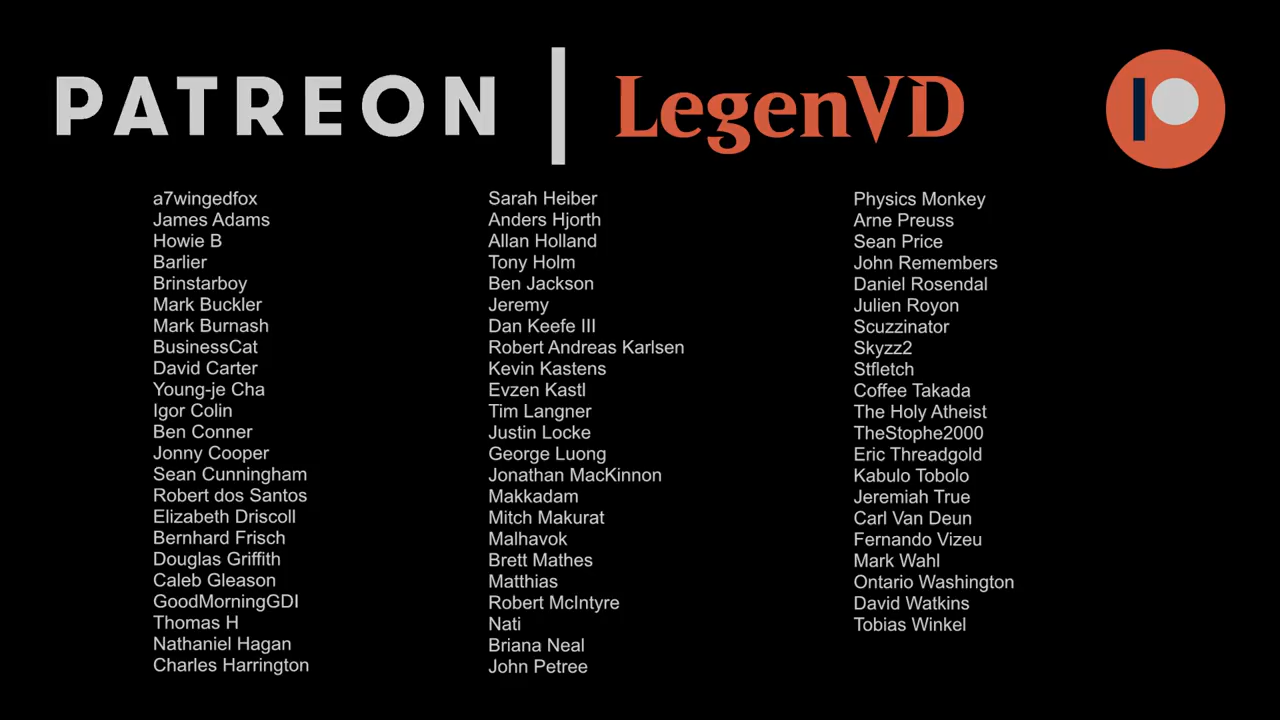 PATREON | LegenVD
a7wingedfox
James Adams
Howie B
Barlier
Brinstarboy
Mark Buckler
Mark Burnash
BusinessCat
David Carter
Young-je Cha
Igor Colin
Ben Conner
Jonny Cooper
Sean Cunningham
Robert dos Santos
Elizabeth Driscoll
Bernhard Frisch
Douglas Griffith
Caleb Gleason
GoodMorningGDI
Thomas H
Nathaniel Hagan
Charles Harrington
Sarah Heiber
Anders Hjorth
Allan Holland
Tony Holm
Ben Jackson
Jeremy
Dan Keefe III
Robert Andreas Karlsen
Kevin Kastens
Evzen Kastl
Tim Langner
Justin Locke
George Luong
Jonathan MacKinnon
Makkadam
Mitch Makurat
Malhavok
Brett Mathes
Matthias
Robert McIntyre
Nati
Briana Neal
John Petree
Physics Monkey
Arne Preuss
Sean Price
John Remembers
Daniel Rosendal
Julien Royon
Scuzzinator
Skyzz2
Stfletch
Coffee Takada
The Holy Atheist
TheStophe2000
Eric Threadgold
Kabulo Tobolo
Jeremiah True
Carl Van Deun
Fernando Vizeu
Mark Wahl
Ontario Washington
David Watkins
Tobias Winkel